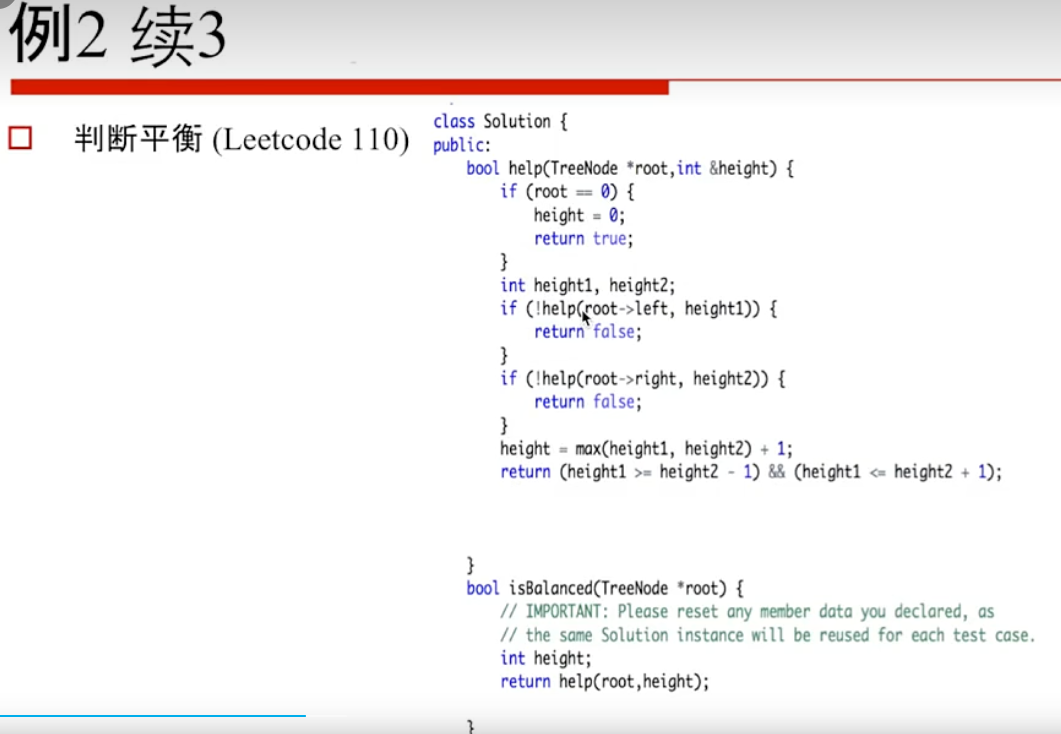 例2 续3
判断平衡 (Leetcode 110)
class Solution {
public:
bool help(TreeNode *root,int &height) {
if (root == 0) {
height = 0;
return true;
}
int height1, height2;
if (!help(root->left, height1)) {
return false;
}
if (!help(root->right, height2)) {
return false;
}
height = max(height1, height2) + 1;
return (height1 >= height2 - 1) && (height1 <= height2 + 1);
}
bool isBalanced(TreeNode *root) {
// IMPORTANT: Please reset any member data you declared, as
// the same Solution instance will be reused for each test case.
int height;
return help(root,height);
}